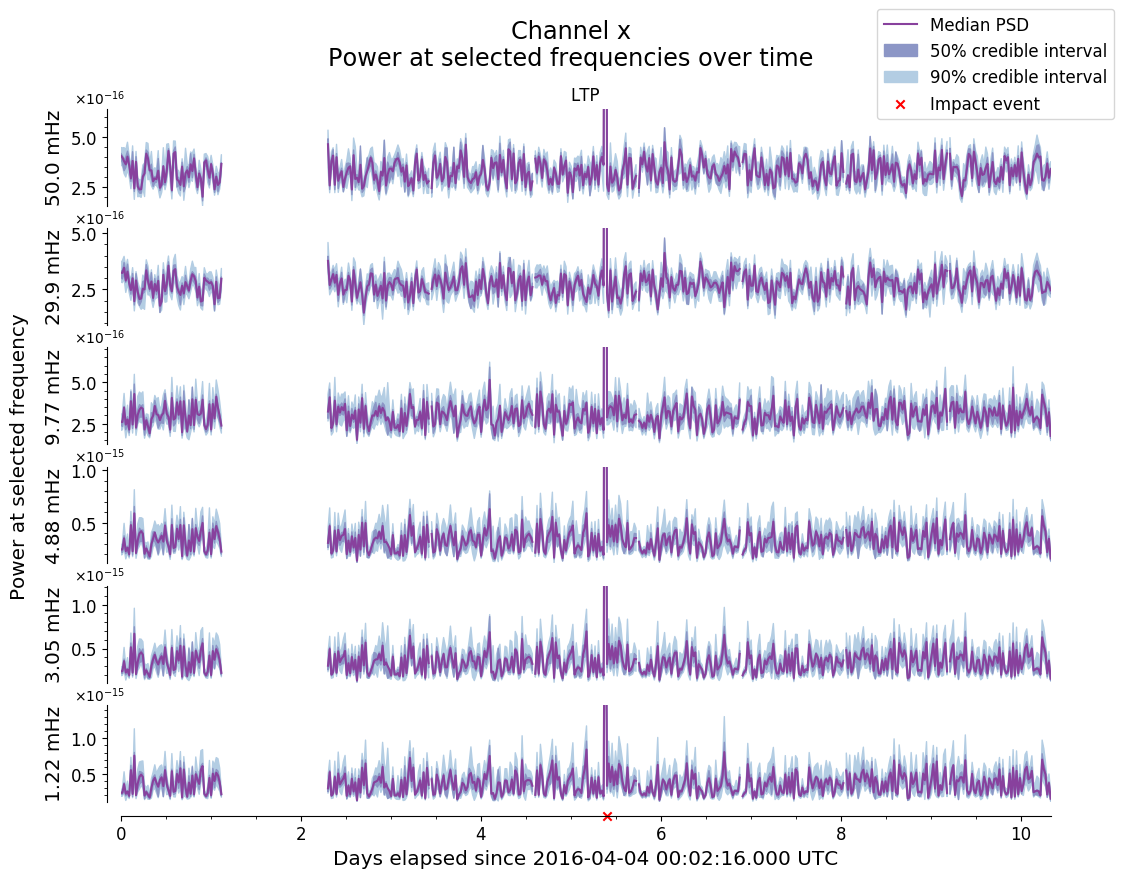 Channel x
Power at selected frequencies over time
LTP
Median PSD
50% credible interval
90% credible interval
Impact event
Power at selected frequency
×10⁻¹⁶
50.0 mHz
5.0
2.5
×10⁻¹⁶
29.9 mHz
5.0
2.5
×10⁻¹⁶
9.77 mHz
5.0
2.5
×10⁻¹⁵
4.88 mHz
1.0
0.5
×10⁻¹⁵
3.05 mHz
1.0
0.5
×10⁻¹⁵
1.22 mHz
1.0
0.5
0 2 4 6 8 10
Days elapsed since 2016-04-04 00:02:16.000 UTC